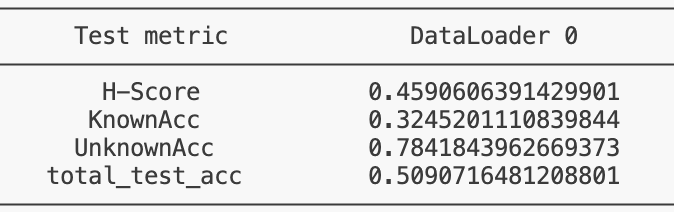 Test metric DataLoader 0
H-Score 0.4590606391429901
KnownAcc 0.3245201110839844
UnknownAcc 0.7841843962669373
total_test_acc 0.5090716481208801